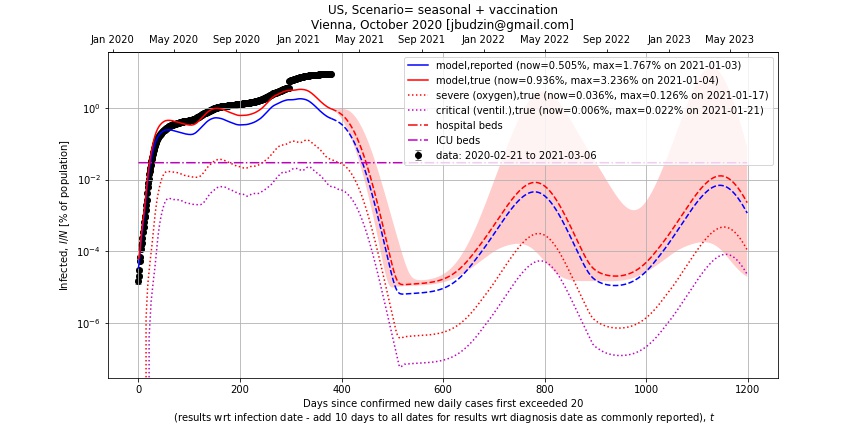 US, Scenario= seasonal + vaccination
Vienna, October 2020 [jbudzin@gmail.com]
Jan 2020 May 2020 Sep 2020 Jan 2021 May 2021 Sep 2021 Jan 2022 May 2022 Sep 2022 Jan 2023 May 2023
model,reported (now=0.505%, max=1.767% on 2021-01-03)
model,true (now=0.936%, max=3.236% on 2021-01-04)
severe (oxygen),true (now=0.036%, max=0.126% on 2021-01-17)
critical (ventil.),true (now=0.006%, max=0.022% on 2021-01-21)
hospital beds
ICU beds
data: 2020-02-21 to 2021-03-06
Infected, I/N [% of population]
10⁰
10⁻²
10⁻⁴
10⁻⁶
0 200 400 600 800 1000 1200
Days since confirmed new daily cases first exceeded 20
(results wrt infection date - add 10 days to all dates for results wrt diagnosis date as commonly reported), t